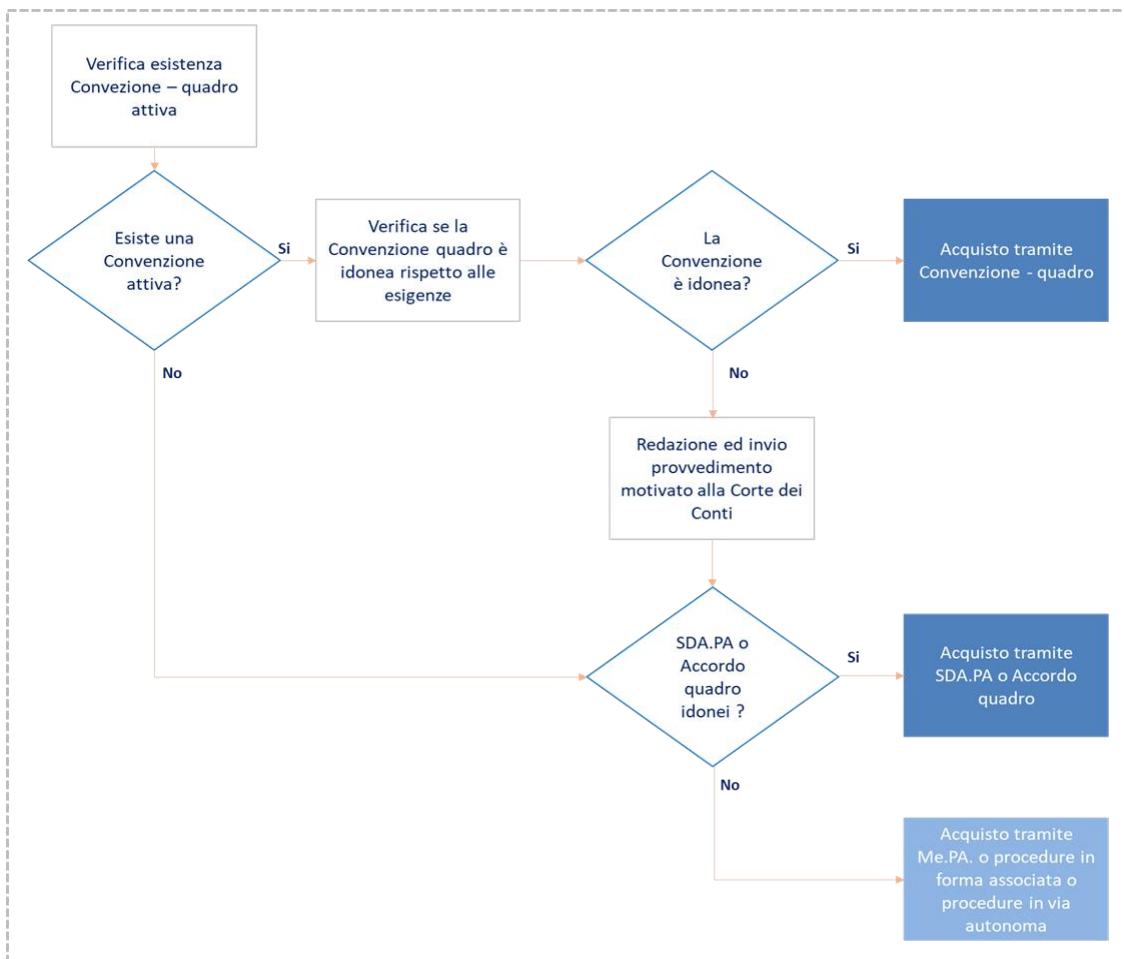 Verifica esistenza
Convezione – quadro
attiva
Esiste una
Convenzione
attiva?
Si
Verifica se la
Convenzione quadro è
idonea rispetto alle
esigenze
La
Convenzione
è idonea?
Si
Acquisto tramite
Convenzione - quadro
No
No
Redazione ed invio
provvedimento
motivato alla Corte dei
Conti
SDA.PA o
Accordo
quadro
idonei ?
Si
Acquisto tramite
SDA.PA o Accordo
quadro
No
Acquisto tramite
Me.PA. o procedure in
forma associata o
procedure in via
autonoma